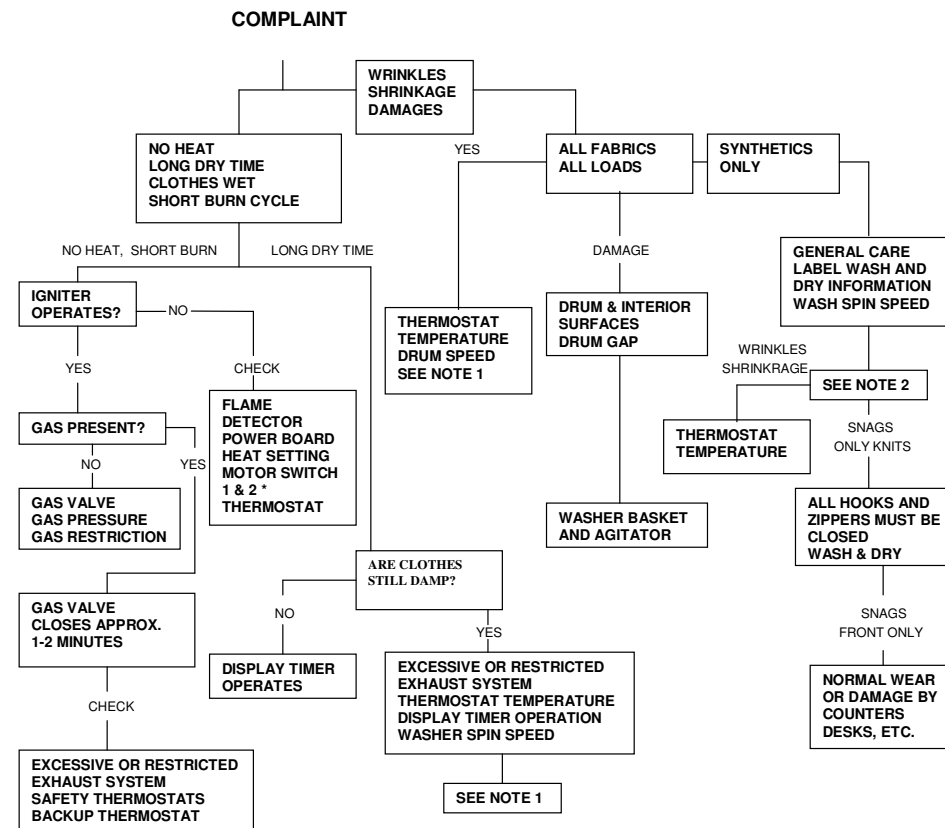 COMPLAINT
WRINKLES
SHRINKAGE
DAMAGES
NO HEAT
LONG DRY TIME
CLOTHES WET
SHORT BURN CYCLE
YES
ALL FABRICS
ALL LOADS
SYNTHETICS
ONLY
NO HEAT, SHORT BURN
LONG DRY TIME
DAMAGE
GENERAL CARE
LABEL WASH AND
DRY INFORMATION
WASH SPIN SPEED
IGNITER
OPERATES?
NO
THERMOSTAT
TEMPERATURE
DRUM SPEED
SEE NOTE 1
DRUM & INTERIOR
SURFACES
DRUM GAP
YES
CHECK
WRINKLES
SHRINKRAGE
SEE NOTE 2
FLAME
DETECTOR
POWER BOARD
HEAT SETTING
MOTOR SWITCH
1 & 2 *
THERMOSTAT
GAS PRESENT?
THERMOSTAT
TEMPERATURE
SNAGS
ONLY KNITS
NO
YES
GAS VALVE
GAS PRESSURE
GAS RESTRICTION
WASHER BASKET
AND AGITATOR
ALL HOOKS AND
ZIPPERS MUST BE
CLOSED
WASH & DRY
ARE CLOTHES
STILL DAMP?
GAS VALVE
CLOSES APPROX.
1-2 MINUTES
NO
YES
SNAGS
FRONT ONLY
DISPLAY TIMER
OPERATES
EXCESSIVE OR RESTRICTED
EXHAUST SYSTEM
THERMOSTAT TEMPERATURE
DISPLAY TIMER OPERATION
WASHER SPIN SPEED
NORMAL WEAR
OR DAMAGE BY
COUNTERS
DESKS, ETC.
CHECK
EXCESSIVE OR RESTRICTED
EXHAUST SYSTEM
SAFETY THERMOSTATS
BACKUP THERMOSTAT
SEE NOTE 1